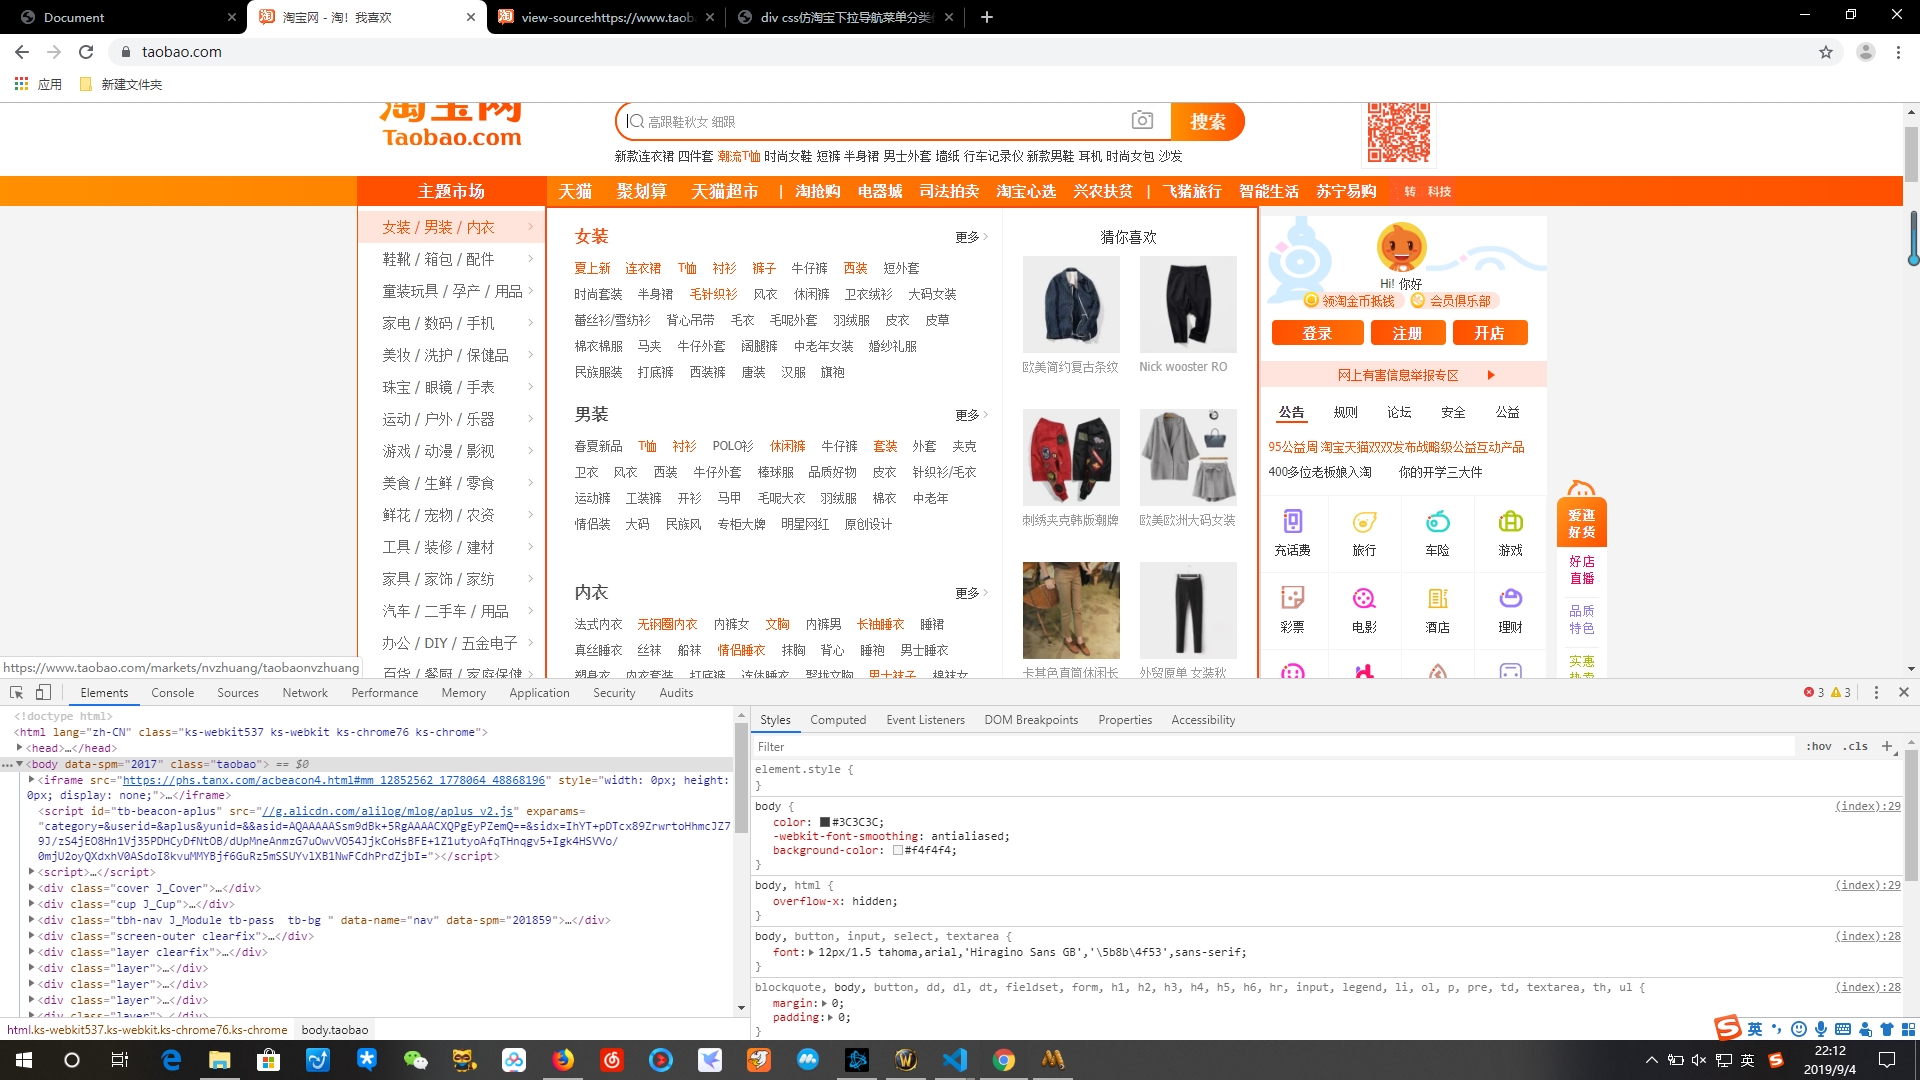 Document
淘宝网 - 淘！我喜欢
view-source:https://www.taob
div css仿淘宝下拉导航菜单分类
taobao.com
应用
新建文件夹
淘宝网
Taobao.com
高跟鞋秋女 细跟
搜索
新款连衣裙 四件套 潮流T恤 时尚女鞋 短裤 半身裙 男士外套 墙纸 行车记录仪 新款男鞋 耳机 时尚女包 沙发
主题市场 天猫 聚划算 天猫超市 | 淘抢购 电器城 司法拍卖 淘宝心选 兴农扶贫 | 飞猪旅行 智能生活 苏宁易购 转 科技
女装 / 男装 / 内衣
鞋靴 / 箱包 / 配件
童装玩具 / 孕产 / 用品
家电 / 数码 / 手机
美妆 / 洗护 / 保健品
珠宝 / 眼镜 / 手表
运动 / 户外 / 乐器
游戏 / 动漫 / 影视
美食 / 生鲜 / 零食
鲜花 / 宠物 / 农资
工具 / 装修 / 建材
家具 / 家饰 / 家纺
汽车 / 二手车 / 用品
办公 / DIY / 五金电子
百货 / 餐厨 / 家庭保健
https://www.taobao.com/markets/nvzhuang/taobaonvzhuang
女装 更多
夏上新 连衣裙 T恤 衬衫 裤子 牛仔裤 西装 短外套
时尚套装 半身裙 毛针织衫 风衣 休闲裤 卫衣绒衫 大码女装
蕾丝衫/雪纺衫 背心吊带 毛衣 毛呢外套 羽绒服 皮衣 皮草
棉衣棉服 马夹 牛仔外套 阔腿裤 中老年女装 婚纱礼服
民族服装 打底裤 西装裤 唐装 汉服 旗袍
男装 更多
春夏新品 T恤 衬衫 POLO衫 休闲裤 牛仔裤 套装 外套 夹克
卫衣 风衣 西装 牛仔外套 棒球服 品质好物 皮衣 针织衫/毛衣
运动裤 工装裤 开衫 马甲 毛呢大衣 羽绒服 棉衣 中老年
情侣装 大码 民族风 专柜大牌 明星网红 原创设计
内衣 更多
法式内衣 无钢圈内衣 内裤女 文胸 内裤男 长袖睡衣 睡裙
真丝睡衣 丝袜 船袜 情侣睡衣 抹胸 背心 睡袍 男士睡衣
塑身衣 内衣套装 打底裤 连体睡衣 聚拢文胸 男士袜子 棉袜女
猜你喜欢
欧美简约复古条纹
Nick wooster RO
刺绣夹克韩版潮牌
欧美欧洲大码女装
卡其色直筒休闲长
外贸原单 女装秋
Hi! 你好
领淘金币抵钱 会员俱乐部
登录 注册 开店
网上有害信息举报专区
公告 规则 论坛 安全 公益
95公益周 淘宝天猫双双发布战略级公益互动产品
400多位老板娘入淘 你的开学三大件
充话费 旅行 车险 游戏
彩票 电影 酒店 理财
爱逛
好货
好店
直播
品质
特色
实惠
热卖
Elements Console Sources Network Performance Memory Application Security Audits 3 3
<!doctype html>
<html lang="zh-CN" class="ks-webkit537 ks-webkit ks-chrome76 ks-chrome">
<head>…</head>
<body data-spm="2017" class="taobao"> == $0
<iframe src="https://phs.tanx.com/acbeacon4.html#mm_12852562_1778064_48868196" style="width: 0px; height:
0px; display: none;">…</iframe>
<script id="tb-beacon-aplus" src="//g.alicdn.com/alilog/mlog/aplus_v2.js" exparams=
"category=&userid=&aplus&yunid=&&asid=AQAAAAASsm9dBk+5RgAAAACXQPgEyPZemQ==&sidx=IhYT+pDTcx89ZrwrtoHhmcJZ7
9J/zS4jEO8Hn1Vj35PDHCyDfNtOB/dUpMneAnmzG7uOwvVO54JjkCoHsBFE+1Z1utyoAfqTHnqgv5+Igk4HSVVo/
0mjU2oyQXdxhV0ASdoI8kvuMMYBjf6GuRz5mSSUYvlXB1NwFCdhPrdZjbI="></script>
<script>…</script>
<div class="cover J_Cover">…</div>
<div class="cup J_Cup">…</div>
<div class="tbh-nav J_Module tb-pass  tb-bg " data-name="nav" data-spm="201859">…</div>
<div class="screen-outer clearfix">…</div>
<div class="layer clearfix">…</div>
<div class="layer">…</div>
<div class="layer">…</div>
<div class="layer">…</div>
<div class="layer">…</div>
html.ks-webkit537.ks-webkit.ks-chrome76.ks-chrome body.taobao
Styles Computed Event Listeners DOM Breakpoints Properties Accessibility
Filter :hov .cls +
element.style {
}
body { (index):29
color: #3C3C3C;
-webkit-font-smoothing: antialiased;
background-color: #f4f4f4;
}
body, html { (index):29
overflow-x: hidden;
}
body, button, input, select, textarea { (index):28
font: 12px/1.5 tahoma,arial,'Hiragino Sans GB','\5b8b\4f53',sans-serif;
}
blockquote, body, button, dd, dl, dt, fieldset, form, h1, h2, h3, h4, h5, h6, hr, input, legend, li, ol, p, pre, td, textarea, th, ul { (index):28
margin: 0;
padding: 0;
}
英
英
22:12
2019/9/4